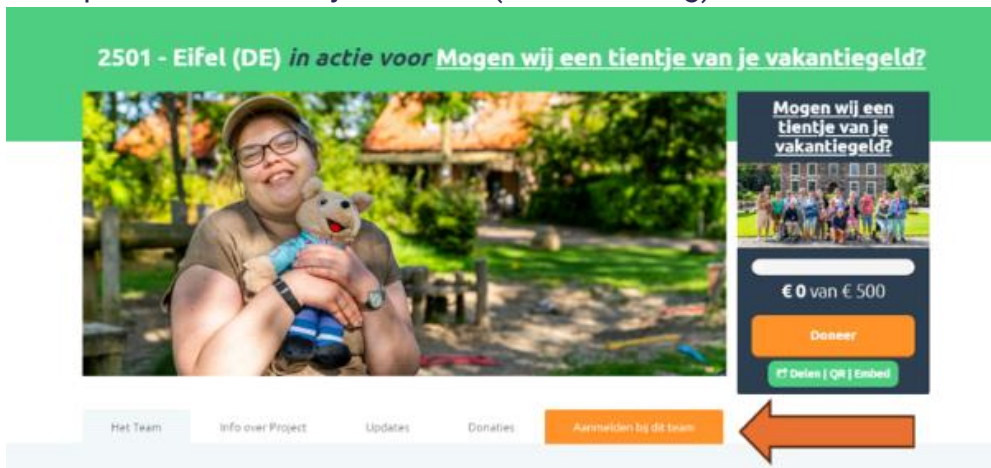 2501 - Eifel (DE) in actie voor Mogen wij een tientje van je vakantiegeld?
Mogen wij een
tientje van je
vakantiegeld?
€ 0 van € 500
Doneer
Delen | QR | Embed
Het Team
Info over Project
Updates
Donaties
Aanmelden bij dit team